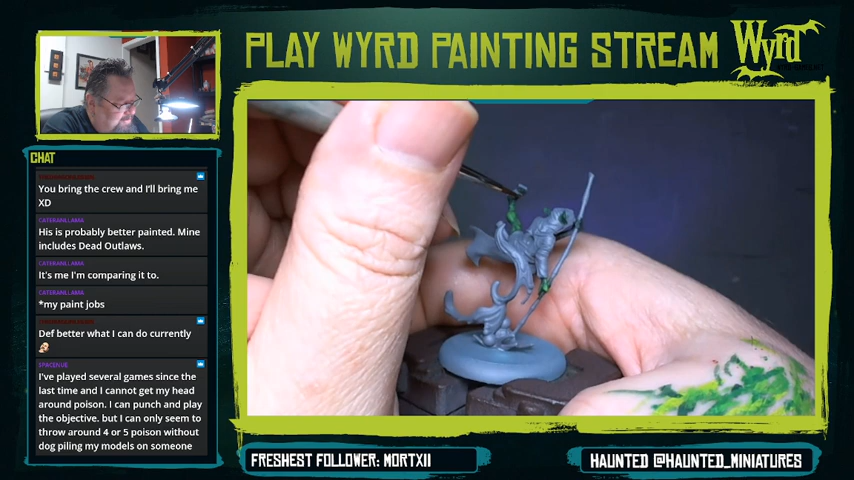 PLAY WYRD PAINTING STREAM
Wyrd
CHAT
You bring the crew and I'll bring me
XD
CATERANLLAMA
His is probably better painted. Mine
includes Dead Outlaws.
CATERANLLAMA
It's me I'm comparing it to.
CATERANLLAMA
*my paint jobs
Def better what I can do currently
SPACENUE
I've played several games since the
last time and I cannot get my head
around poison. I can punch and play
the objective. but I can only seem to
throw around 4 or 5 poison without
dog piling my models on someone
FRESHEST FOLLOWER: MORTXII
HAUNTED @HAUNTED_MINIATURES